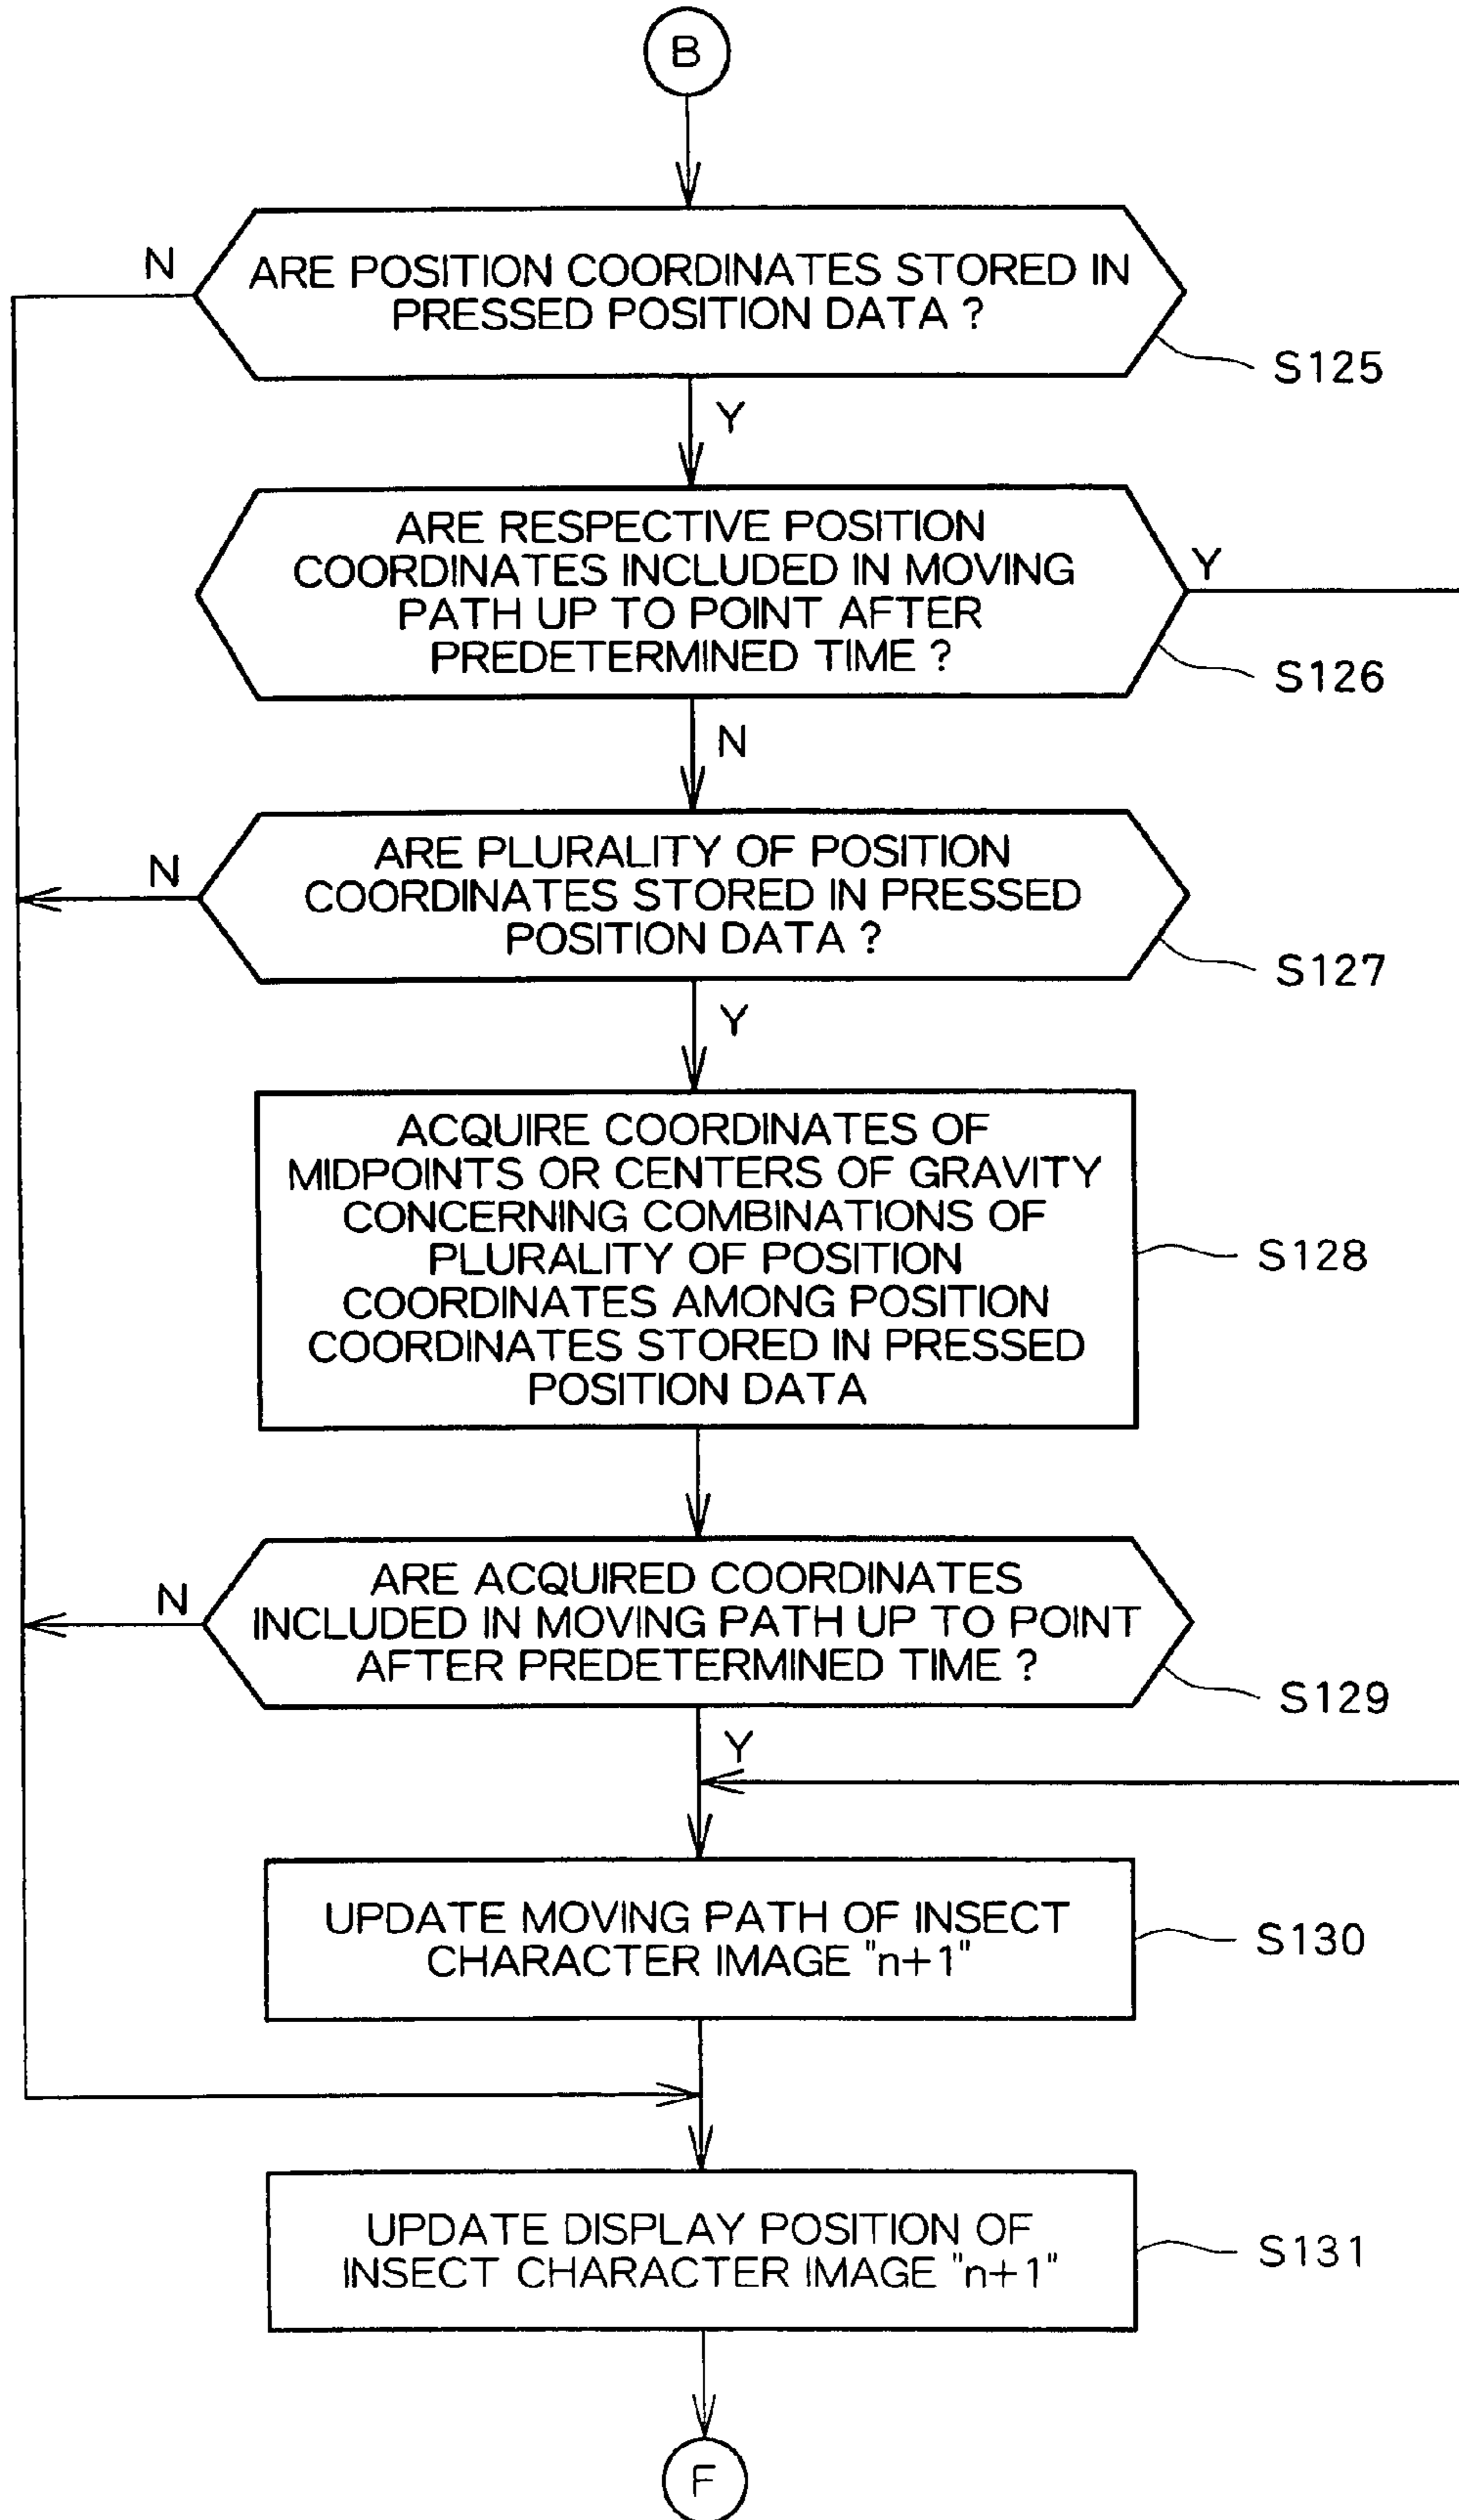 B
N
ARE POSITION COORDINATES STORED IN
PRESSED POSITION DATA ?
S125
Y
ARE RESPECTIVE POSITION
COORDINATES INCLUDED IN MOVING
PATH UP TO POINT AFTER
PREDETERMINED TIME ?
Y
S126
N
N
ARE PLURALITY OF POSITION
COORDINATES STORED IN PRESSED
POSITION DATA ?
S127
Y
ACQUIRE COORDINATES OF
MIDPOINTS OR CENTERS OF GRAVITY
CONCERNING COMBINATIONS OF
PLURALITY OF POSITION
COORDINATES AMONG POSITION
COORDINATES STORED IN PRESSED
POSITION DATA
S128
N
ARE ACQUIRED COORDINATES
INCLUDED IN MOVING PATH UP TO POINT
AFTER PREDETERMINED TIME ?
S129
Y
UPDATE MOVING PATH OF INSECT
CHARACTER IMAGE "n+1"
S130
UPDATE DISPLAY POSITION OF
INSECT CHARACTER IMAGE "n+1"
S131
F